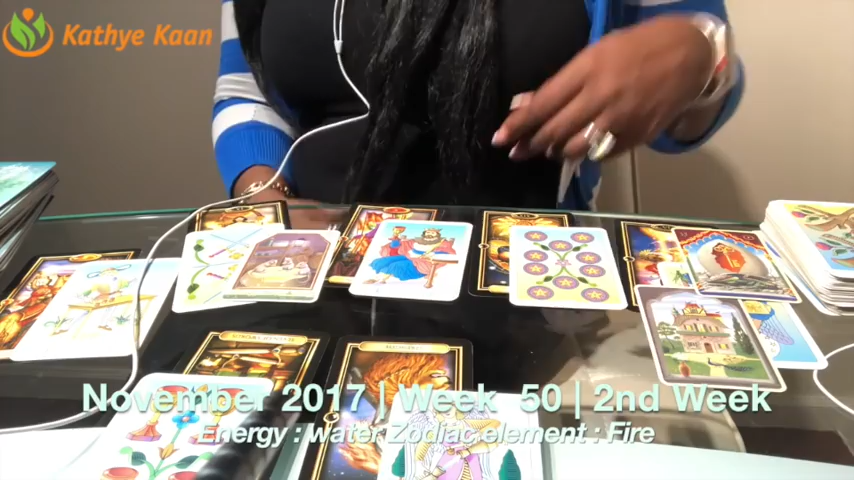 Kathye Kaan
November 2017 | Week 50 | 2nd Week
Energy : water Zodiac element : Fire